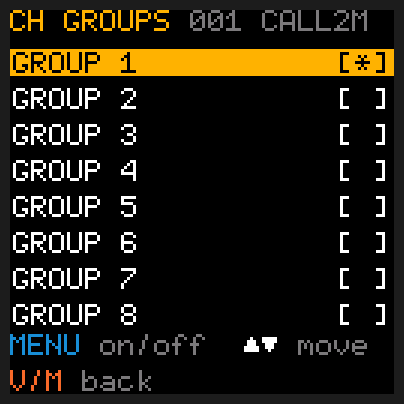 CH GROUPS 001 CALL2M
GROUP 1 [*]
GROUP 2 [ ]
GROUP 3 [ ]
GROUP 4 [ ]
GROUP 5 [ ]
GROUP 6 [ ]
GROUP 7 [ ]
GROUP 8 [ ]
MENU on/off ▲▼ move
V/M back